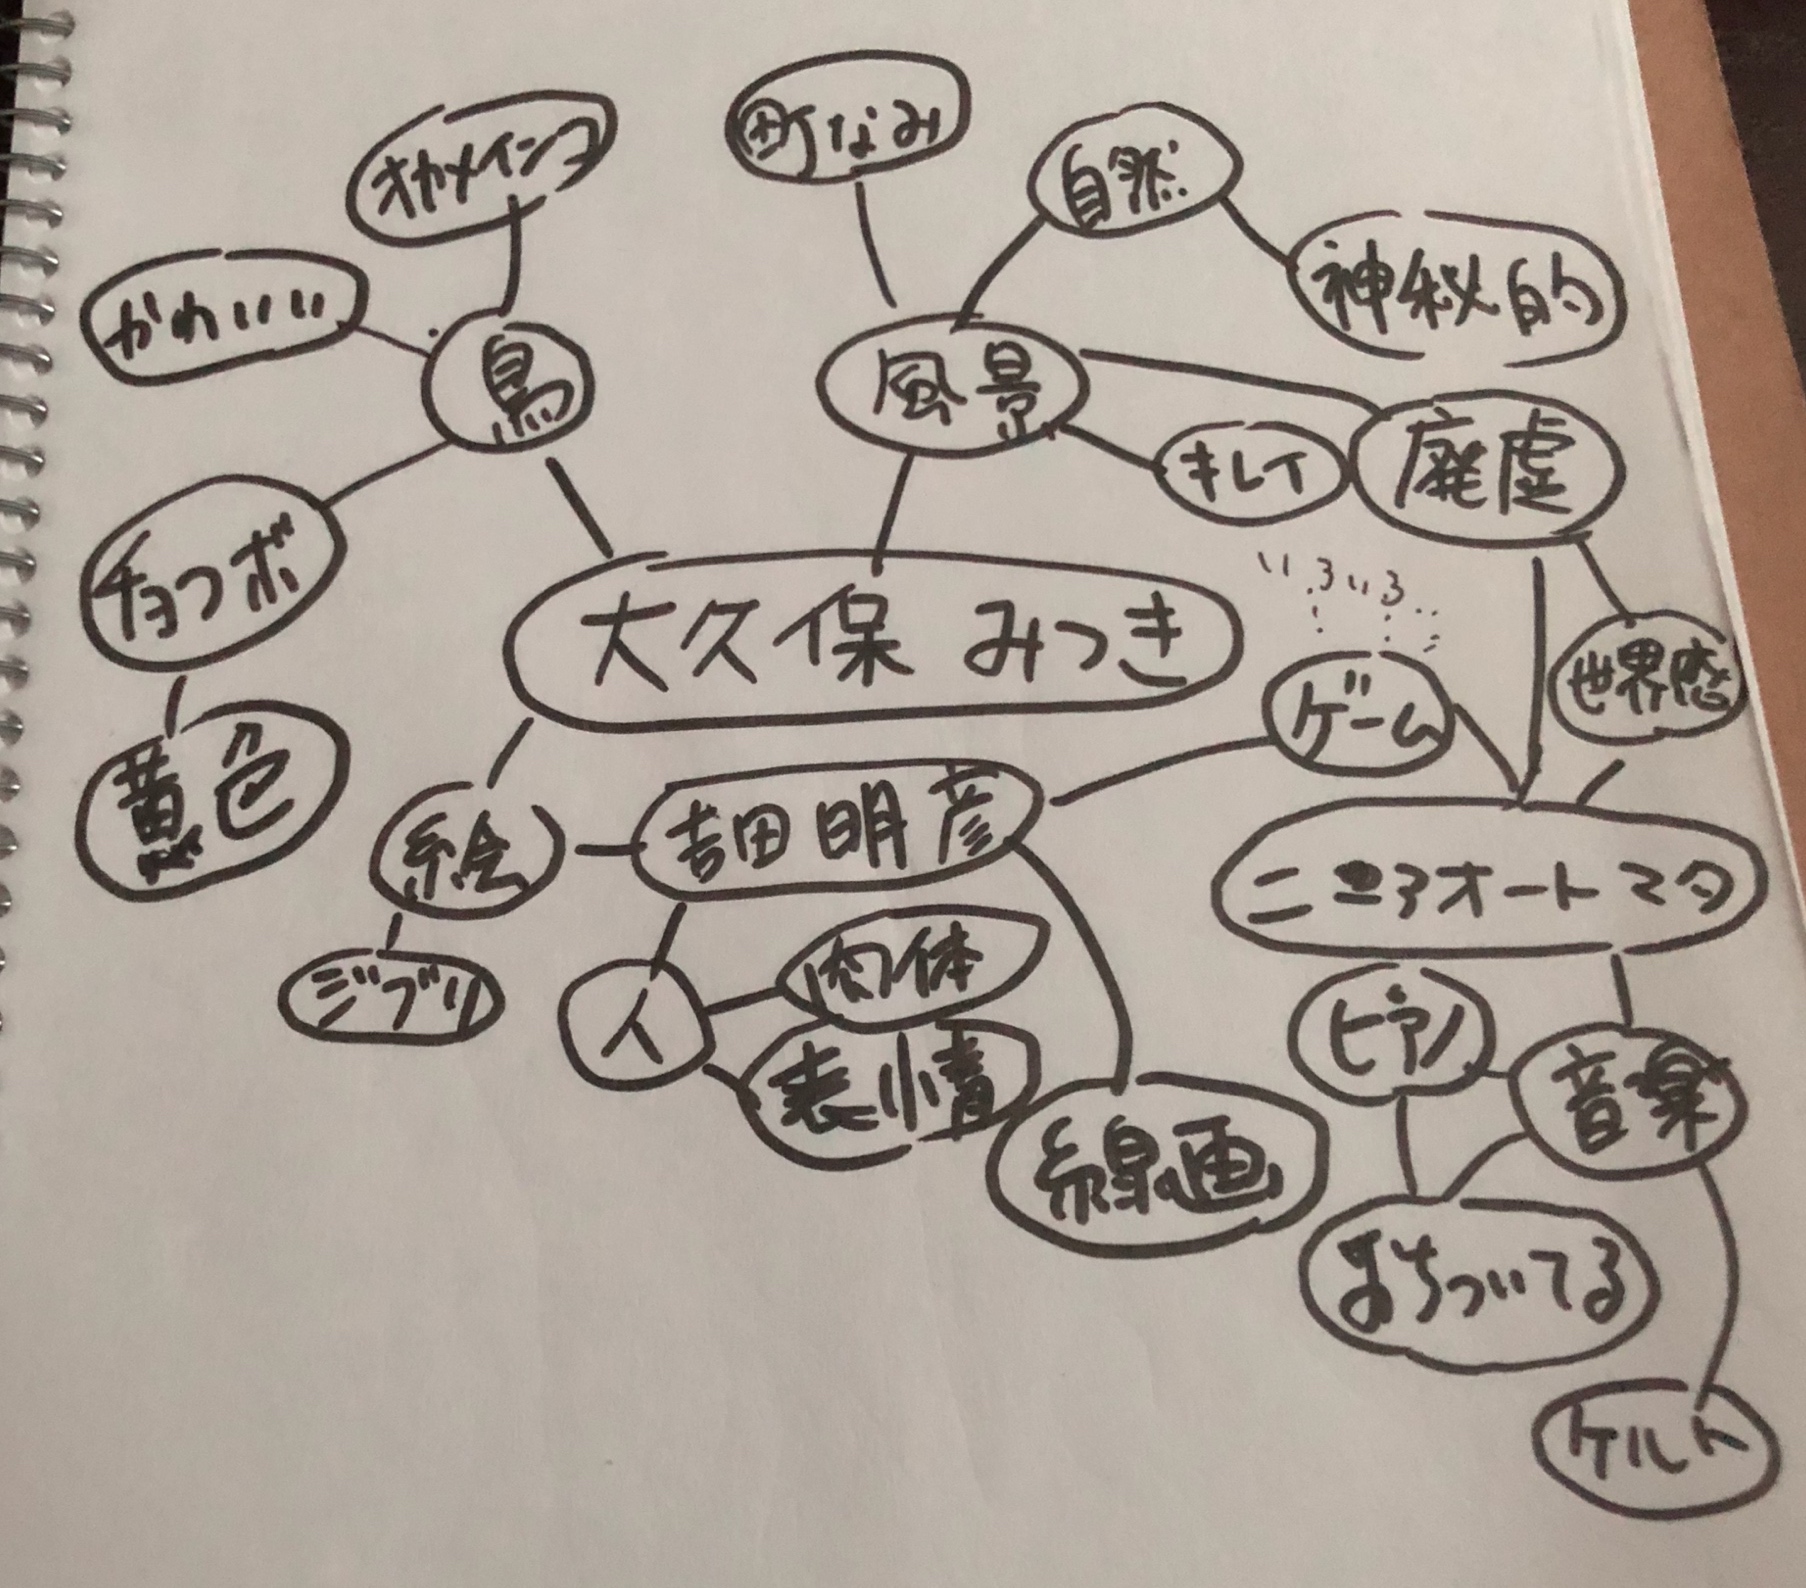 町なみ
オカメインコ
自然
神秘的
かわいい
鳥
風景
キレイ
廃虚
チョコボ
いろいろ
大久保 みつき
世界感
ゲーム
黄色
絵
吉田明彦
ニーアオートマタ
ジブリ
人
肉体
表情
ピアノ
音楽
線画
おちついてる
ケルト